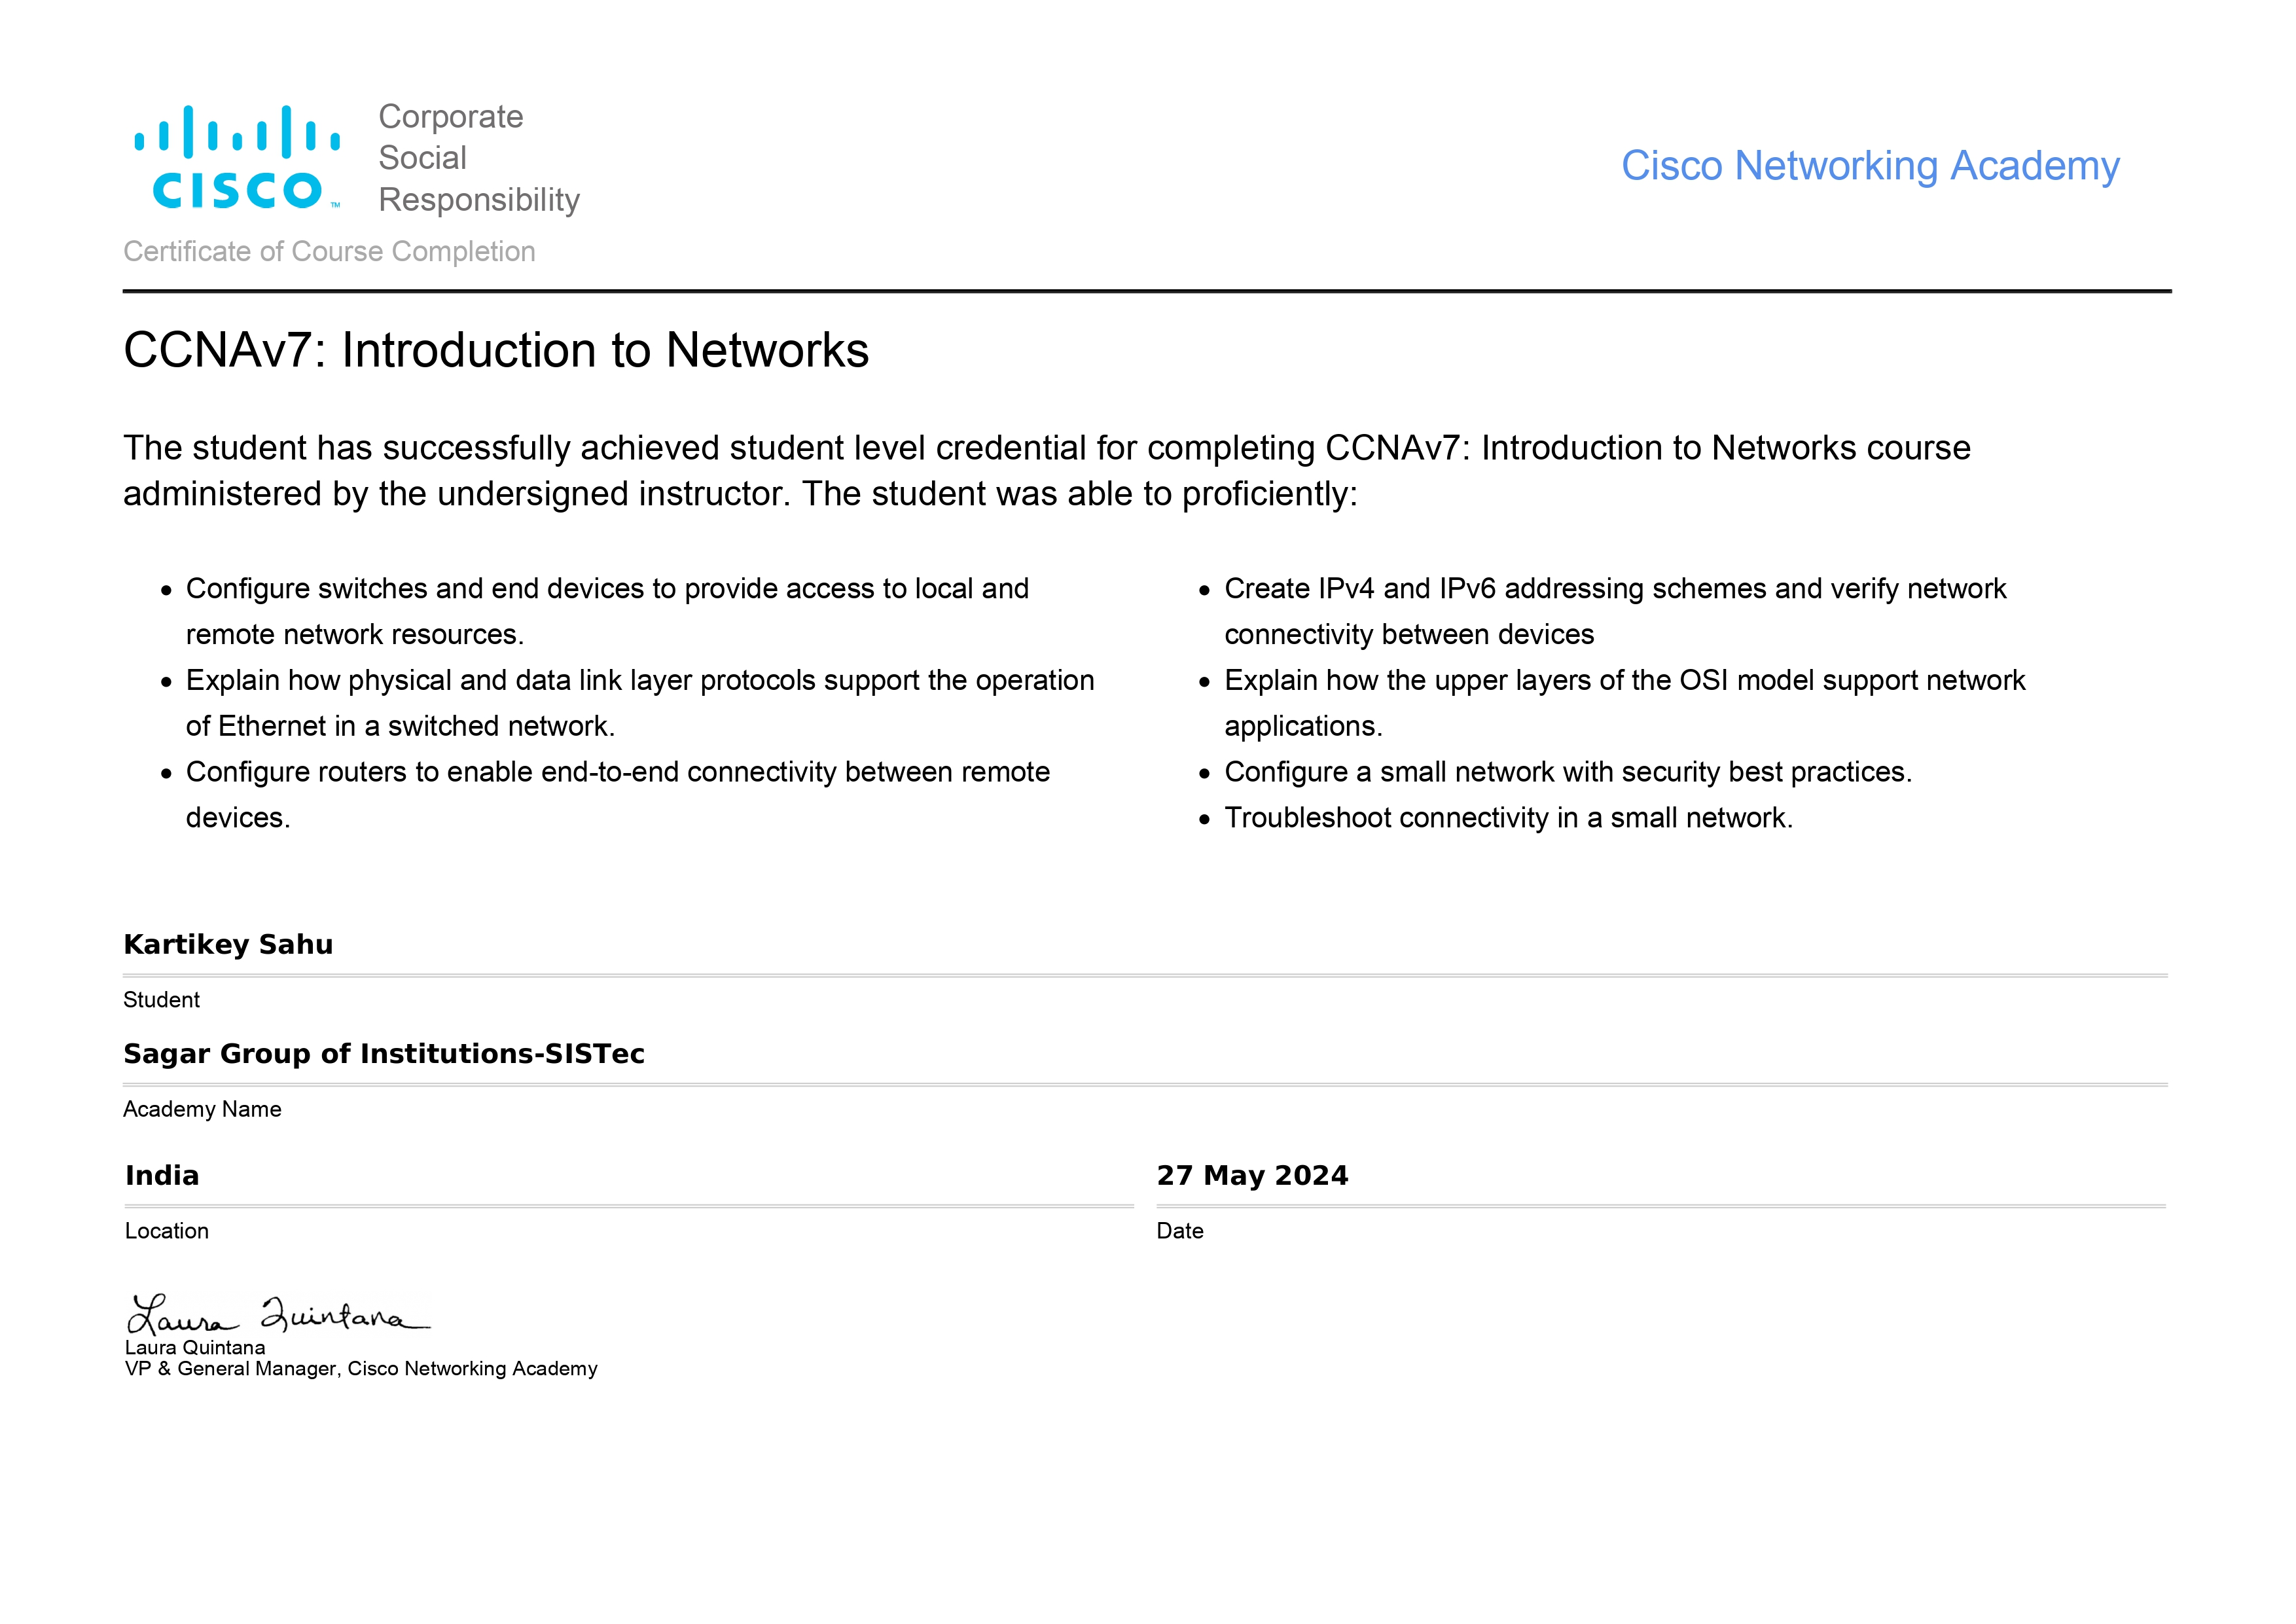 CISCO™
Corporate
Social
Responsibility
Cisco Networking Academy
Certificate of Course Completion
CCNAv7: Introduction to Networks
The student has successfully achieved student level credential for completing CCNAv7: Introduction to Networks course
administered by the undersigned instructor. The student was able to proficiently:
• Configure switches and end devices to provide access to local and
remote network resources.
• Explain how physical and data link layer protocols support the operation
of Ethernet in a switched network.
• Configure routers to enable end-to-end connectivity between remote
devices.
• Create IPv4 and IPv6 addressing schemes and verify network
connectivity between devices
• Explain how the upper layers of the OSI model support network
applications.
• Configure a small network with security best practices.
• Troubleshoot connectivity in a small network.
Kartikey Sahu
Student
Sagar Group of Institutions-SISTec
Academy Name
India
Location
27 May 2024
Date
Laura Quintana
Laura Quintana
VP & General Manager, Cisco Networking Academy